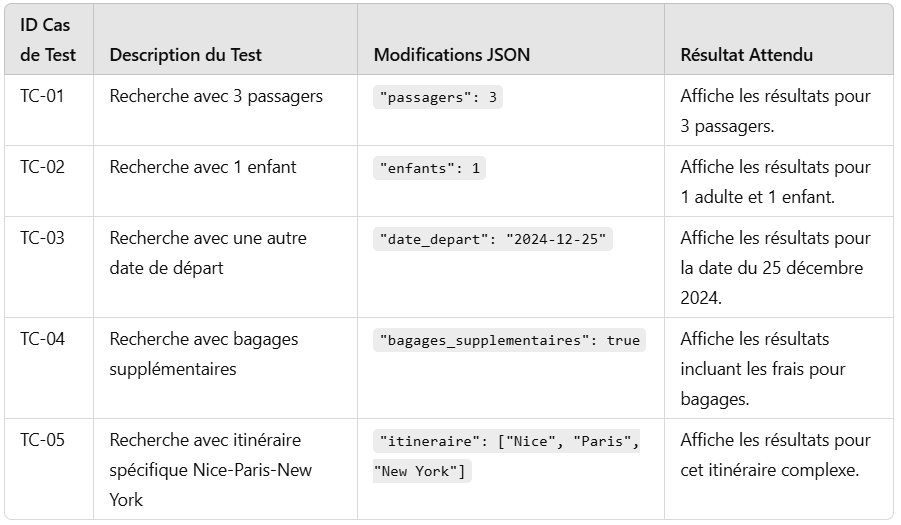 ID Cas
de Test
Description du Test
Modifications JSON
Résultat Attendu
TC-01
Recherche avec 3 passagers
"passagers": 3
Affiche les résultats pour
3 passagers.
TC-02
Recherche avec 1 enfant
"enfants": 1
Affiche les résultats pour
1 adulte et 1 enfant.
TC-03
Recherche avec une autre
date de départ
"date_depart": "2024-12-25"
Affiche les résultats pour
la date du 25 décembre
2024.
TC-04
Recherche avec bagages
supplémentaires
"bagages_supplementaires": true
Affiche les résultats
incluant les frais pour
bagages.
TC-05
Recherche avec itinéraire
spécifique Nice-Paris-New
York
"itineraire": ["Nice", "Paris",
"New York"]
Affiche les résultats pour
cet itinéraire complexe.